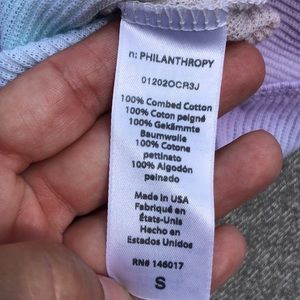 n: PHILANTHROPY
01202OCR3J
100% Combed Cotton
100% Coton peigné
100% Gekämmte
Baumwolle
100% Cotone
pettinato
100% Algodón
peinado
Made in USA
Fabriqué en
États-Unis
Hecho en
Estados Unidos
RN# 146017
S